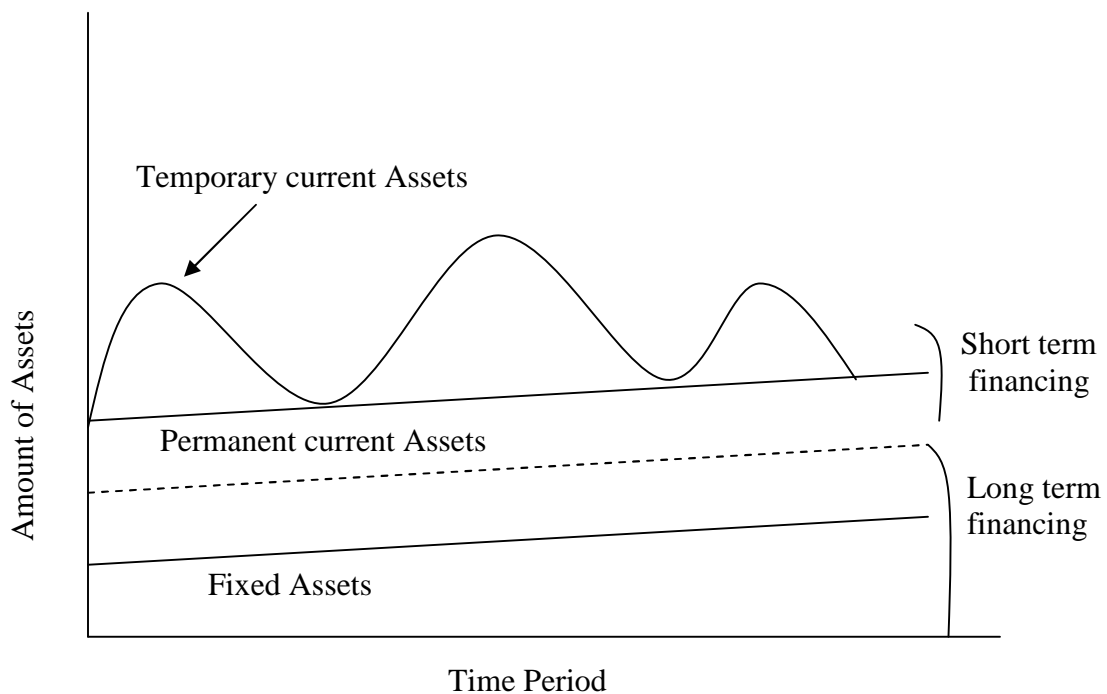 Temporary current Assets
Short term
financing
Permanent current Assets
Long term
financing
Fixed Assets
Amount of Assets
Time Period